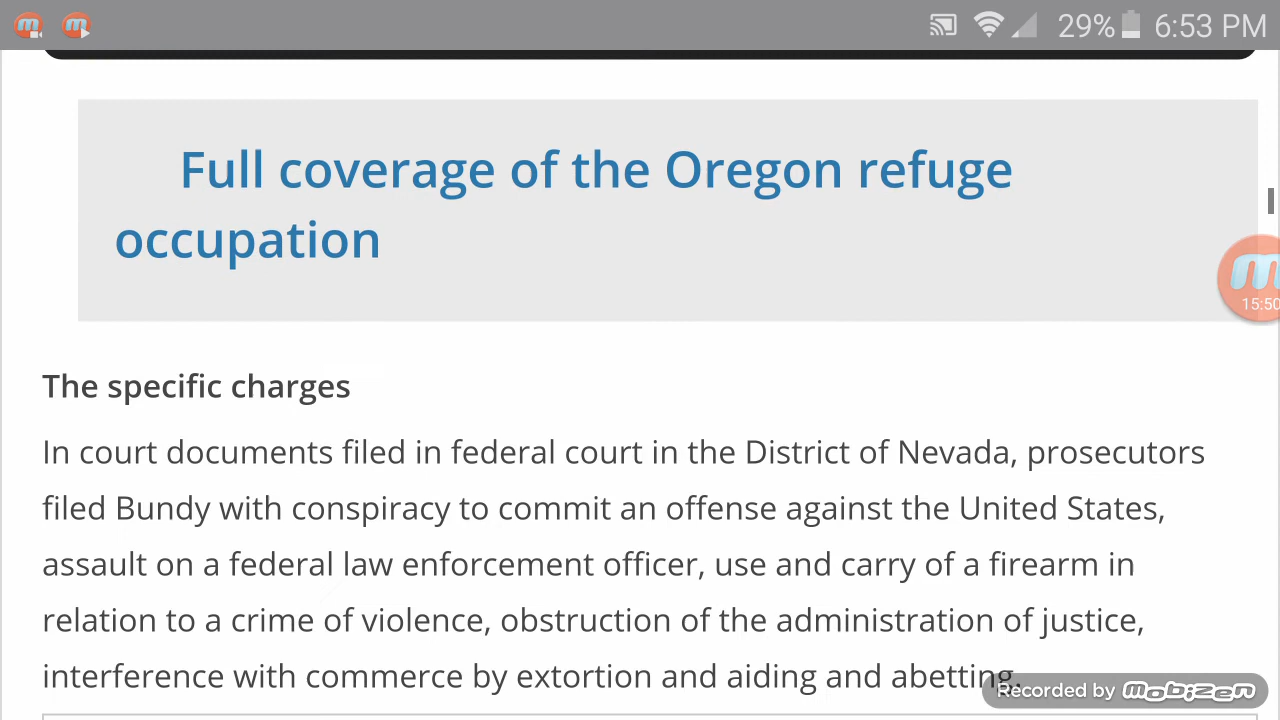 29% 6:53 PM
Full coverage of the Oregon refuge
occupation
15:50
The specific charges
In court documents filed in federal court in the District of Nevada, prosecutors
filed Bundy with conspiracy to commit an offense against the United States,
assault on a federal law enforcement officer, use and carry of a firearm in
relation to a crime of violence, obstruction of the administration of justice,
interference with commerce by extortion and aiding and abetting.
Recorded by Mobizen